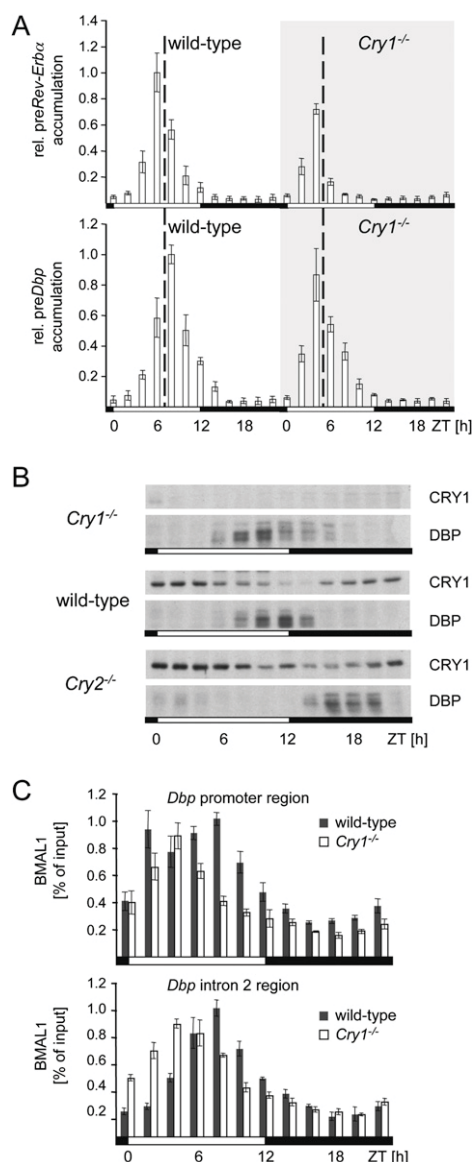 A
wild-type
Cry1-/-
rel. preRev-Erbα
accumulation
1.4
1.2
1.0
0.8
0.6
0.4
0.2
wild-type
Cry1-/-
rel. preDbp
accumulation
1.4
1.2
1.0
0.8
0.6
0.4
0.2
0 6 12 18 0 6 12 18 ZT [h]
B
Cry1-/-
CRY1
DBP
wild-type
CRY1
DBP
Cry2-/-
CRY1
DBP
0 6 12 18 ZT [h]
C
BMAL1
[% of input]
1.2
1.0
0.8
0.6
0.4
0.2
Dbp promoter region
wild-type
Cry1-/-
BMAL1
[% of input]
1.2
1.0
0.8
0.6
0.4
0.2
Dbp intron 2 region
wild-type
Cry1-/-
0 6 12 18 ZT [h]